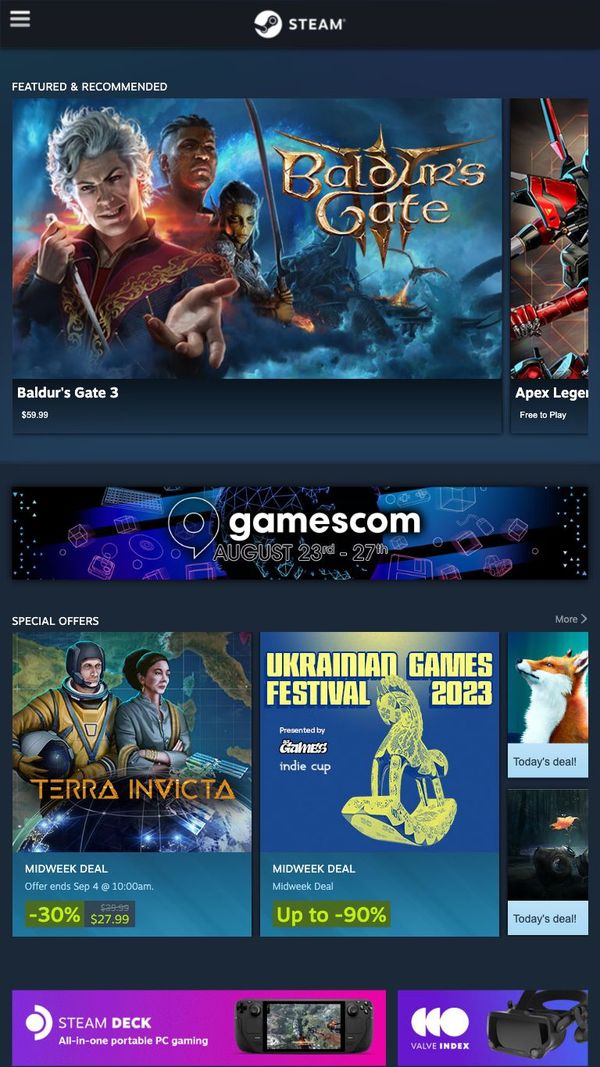 STEAM®
FEATURED & RECOMMENDED
Baldur's
Gate
III
Baldur's Gate 3
$59.99
Apex Legen
Free to Play
gamescom
AUGUST 23rd - 27th
SPECIAL OFFERS
More
TERRA INVICTA
MIDWEEK DEAL
Offer ends Sep 4 @ 10:00am.
-30%
$39.99
$27.99
UKRAINIAN GAMES
FESTIVAL 2023
Presented by
GAMES
indie cup
MIDWEEK DEAL
Midweek Deal
Up to -90%
Today's deal!
Today's deal!
STEAM DECK
All-in-one portable PC gaming
VALVE INDEX